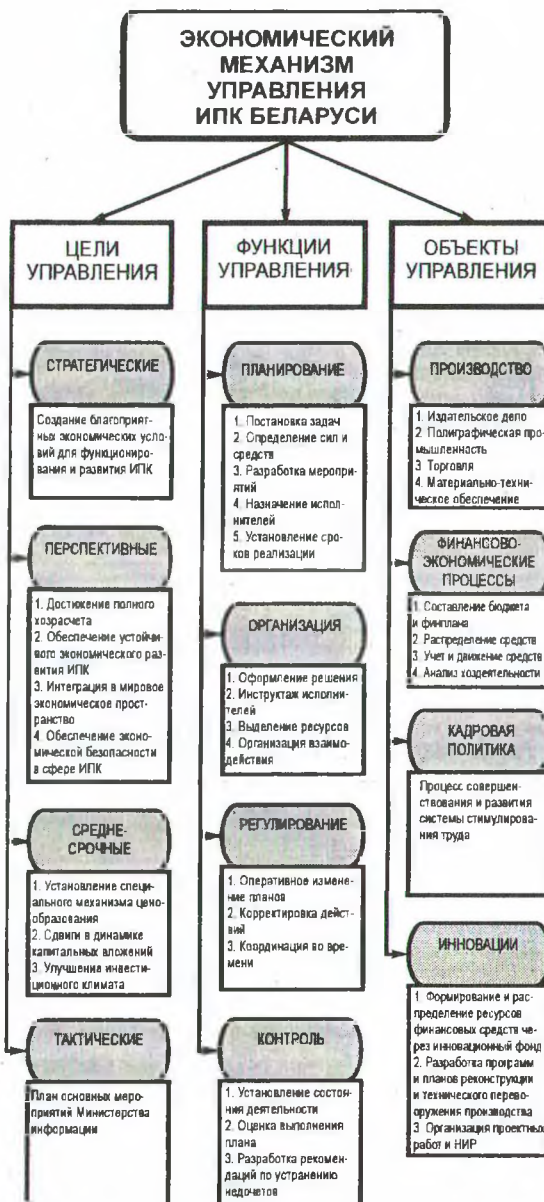 ЭКОНОМИЧЕСКИЙ
МЕХАНИЗМ
УПРАВЛЕНИЯ
ИПК БЕЛАРУСИ
ЦЕЛИ
УПРАВЛЕНИЯ
СТРАТЕГИЧЕСКИЕ
Создание благоприят-
ных экономических усло-
вий для функциониро-
вания и развития ИПК
ПЕРСПЕКТИВНЫЕ
1. Достижение полного
хозрасчета
2. Обеспечение устойчи-
вого экономического раз-
вития ИПК
3. Интеграция в мировое
экономическое прост-
ранство
4. Обеспечение эконо-
мической безопасности
в сфере ИПК
СРЕДНЕ-
СРОЧНЫЕ
1. Установление специ-
ального механизма цено-
образования
2. Сдвиги в динамике
капитальных вложений
3. Улучшение инвести-
ционного климата
ТАКТИЧЕСКИЕ
План основных меро-
приятий Министерства
информации
ФУНКЦИИ
УПРАВЛЕНИЯ
ПЛАНИРОВАНИЕ
1. Постановка задач
2. Определение сил и
средств
3. Разработка меропри-
ятий
4. Назначение испол-
нителей
5. Установление сро-
ков реализации
ОРГАНИЗАЦИЯ
1. Оформление решения
2. Инструктаж исполни-
телей
3. Выделение ресурсов
4. Организация взаимо-
действия
РЕГУЛИРОВАНИЕ
1. Оперативное измене-
ние планов
2. Корректировка дейст-
вий
3. Координация во вре-
мени
КОНТРОЛЬ
1. Установление состоя-
ния деятельности
2. Оценка выполнения
плана
3. Разработка рекомен-
даций по устранению
недочетов
ОБЪЕКТЫ
УПРАВЛЕНИЯ
ПРОИЗВОДСТВО
1. Издательское дело
2 Полиграфическая про-
мышленность
3 Торговля
4. Материально-техни-
ческое обеспечение
ФИНАНСОВО-
ЭКОНОМИЧЕСКИЕ
ПРОЦЕССЫ
1. Составление бюджета
и финплана
2. Распределение средств
3. Учет и движение средств
4. Анализ хоздеятельности
КАДРОВАЯ
ПОЛИТИКА
Процесс совершен-
ствования и развития
системы стимулирова-
ния труда
ИННОВАЦИИ
1 Формирование и рас-
пределение ресурсов
финансовых средств че-
рез инновационный фонд
2. Разработка программ
и планов реконструкции
и технического перево-
оружения производства
3 Организация проектных
работ и НИР